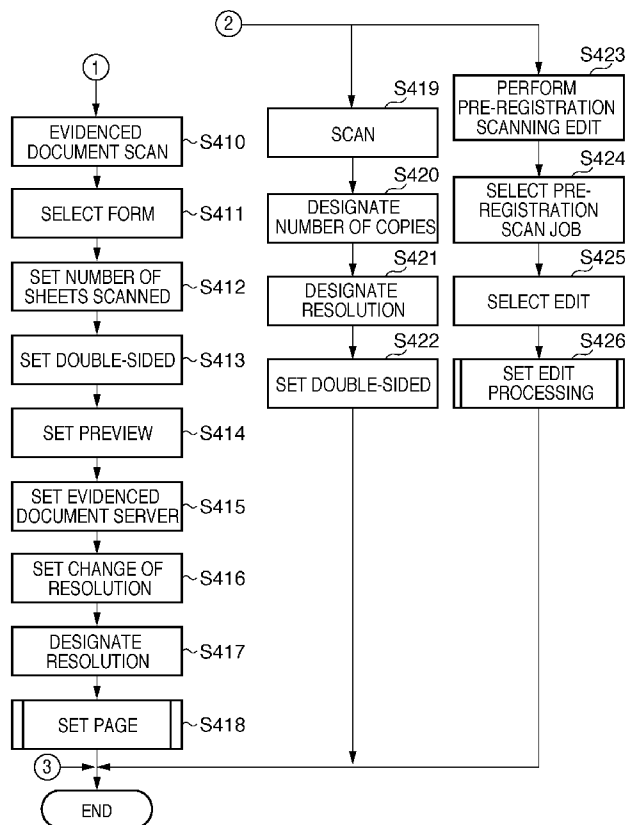 1
EVIDENCED
DOCUMENT SCAN
S410
SELECT FORM
S411
SET NUMBER OF
SHEETS SCANNED
S412
SET DOUBLE-SIDED
S413
SET PREVIEW
S414
SET EVIDENCED
DOCUMENT SERVER
S415
SET CHANGE OF
RESOLUTION
S416
DESIGNATE
RESOLUTION
S417
SET PAGE
S418
3
END
2
S419
SCAN
S420
DESIGNATE
NUMBER OF COPIES
S421
DESIGNATE
RESOLUTION
S422
SET DOUBLE-SIDED
S423
PERFORM
PRE-REGISTRATION
SCANNING EDIT
S424
SELECT PRE-
REGISTRATION
SCAN JOB
S425
SELECT EDIT
S426
SET EDIT
PROCESSING